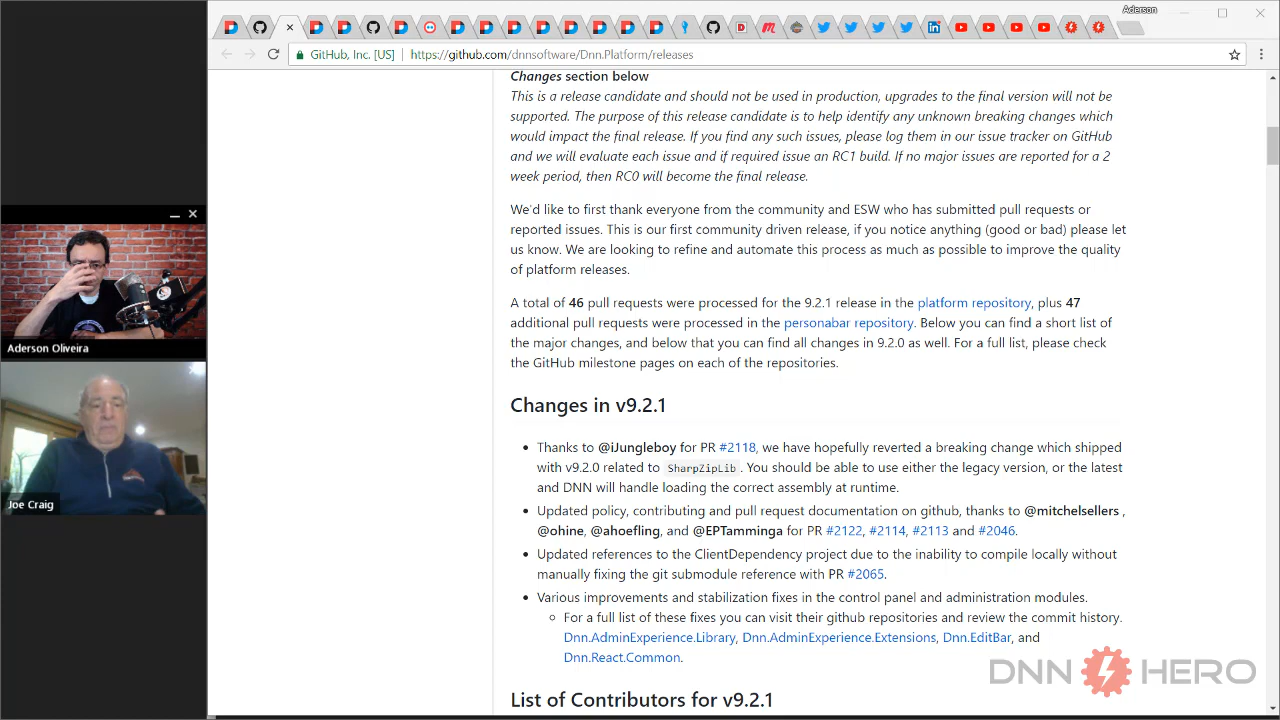 Aderson
GitHub, Inc. [US]
https://github.com/dnnsoftware/Dnn.Platform/releases
Changes section below
This is a release candidate and should not be used in production, upgrades to the final version will not be
supported. The purpose of this release candidate is to help identify any unknown breaking changes which
would impact the final release. If you find any such issues, please log them in our issue tracker on GitHub
and we will evaluate each issue and if required issue an RC1 build. If no major issues are reported for a 2
week period, then RC0 will become the final release.
We'd like to first thank everyone from the community and ESW who has submitted pull requests or
reported issues. This is our first community driven release, if you notice anything (good or bad) please let
us know. We are looking to refine and automate this process as much as possible to improve the quality
of platform releases.
A total of 46 pull requests were processed for the 9.2.1 release in the platform repository, plus 47
additional pull requests were processed in the personabar repository. Below you can find a short list of
the major changes, and below that you can find all changes in 9.2.0 as well. For a full list, please check
the GitHub milestone pages on each of the repositories.
Changes in v9.2.1
Thanks to @iJungleboy for PR #2118, we have hopefully reverted a breaking change which shipped
with v9.2.0 related to SharpZipLib. You should be able to use either the legacy version, or the latest
and DNN will handle loading the correct assembly at runtime.
Updated policy, contributing and pull request documentation on github, thanks to @mitchelsellers ,
@ohine, @ahoefling, and @EPTamminga for PR #2122, #2114, #2113 and #2046.
Updated references to the ClientDependency project due to the inability to compile locally without
manually fixing the git submodule reference with PR #2065.
Various improvements and stabilization fixes in the control panel and administration modules.
For a full list of these fixes you can visit their github repositories and review the commit history.
Dnn.AdminExperience.Library, Dnn.AdminExperience.Extensions, Dnn.EditBar, and
Dnn.React.Common.
List of Contributors for v9.2.1
Aderson Oliveira
Joe Craig
DNN HERO